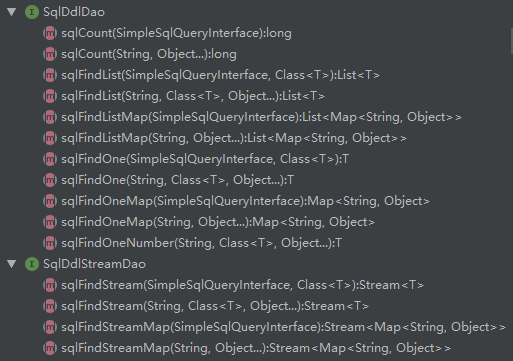 SqlDdlDao
sqlCount(SimpleSqlQueryInterface):long
sqlCount(String, Object...):long
sqlFindList(SimpleSqlQueryInterface, Class<T>):List<T>
sqlFindList(String, Class<T>, Object...):List<T>
sqlFindListMap(SimpleSqlQueryInterface):List<Map<String, Object>>
sqlFindListMap(String, Object...):List<Map<String, Object>>
sqlFindOne(SimpleSqlQueryInterface, Class<T>):T
sqlFindOne(String, Class<T>, Object...):T
sqlFindOneMap(SimpleSqlQueryInterface):Map<String, Object>
sqlFindOneMap(String, Object...):Map<String, Object>
sqlFindOneNumber(String, Class<T>, Object...):T
SqlDdlStreamDao
sqlFindStream(SimpleSqlQueryInterface, Class<T>):Stream<T>
sqlFindStream(String, Class<T>, Object...):Stream<T>
sqlFindStreamMap(SimpleSqlQueryInterface):Stream<Map<String, Object>>
sqlFindStreamMap(String, Object...):Stream<Map<String, Object>>